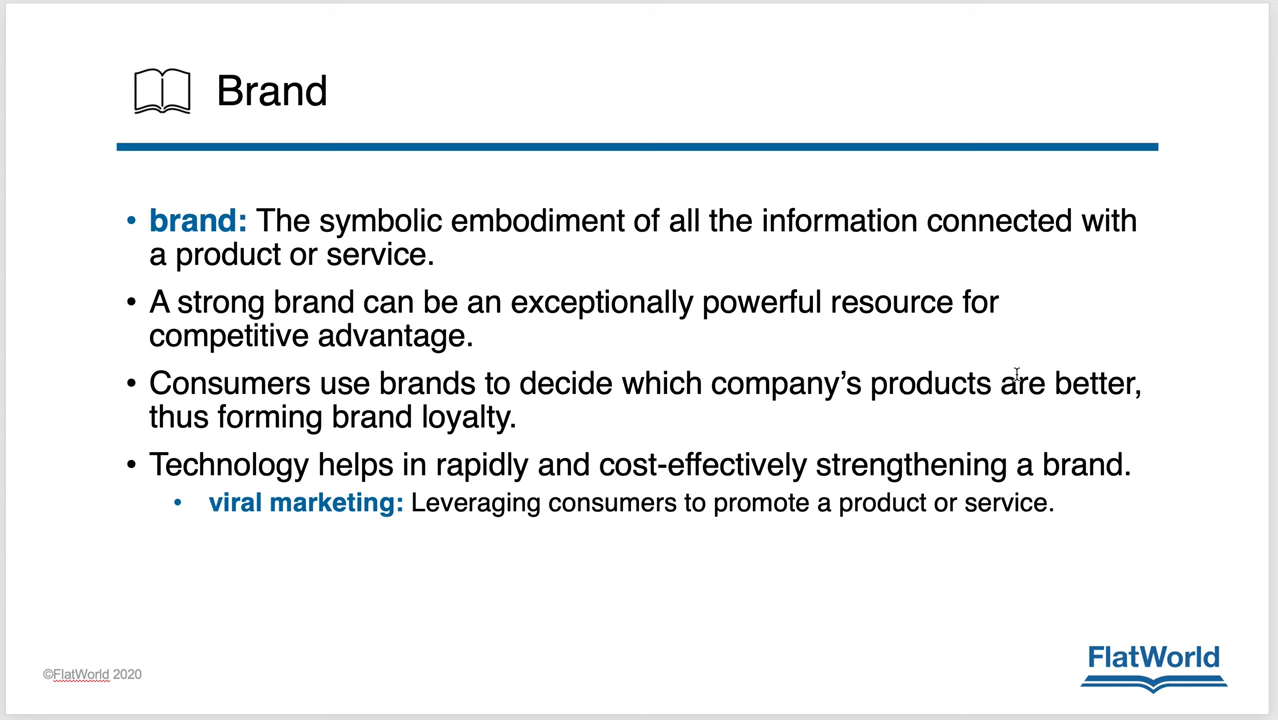 Brand
• brand: The symbolic embodiment of all the information connected with
a product or service.
• A strong brand can be an exceptionally powerful resource for
competitive advantage.
• Consumers use brands to decide which company’s products are better,
thus forming brand loyalty.
• Technology helps in rapidly and cost-effectively strengthening a brand.
• viral marketing: Leveraging consumers to promote a product or service.
©FlatWorld 2020
FlatWorld